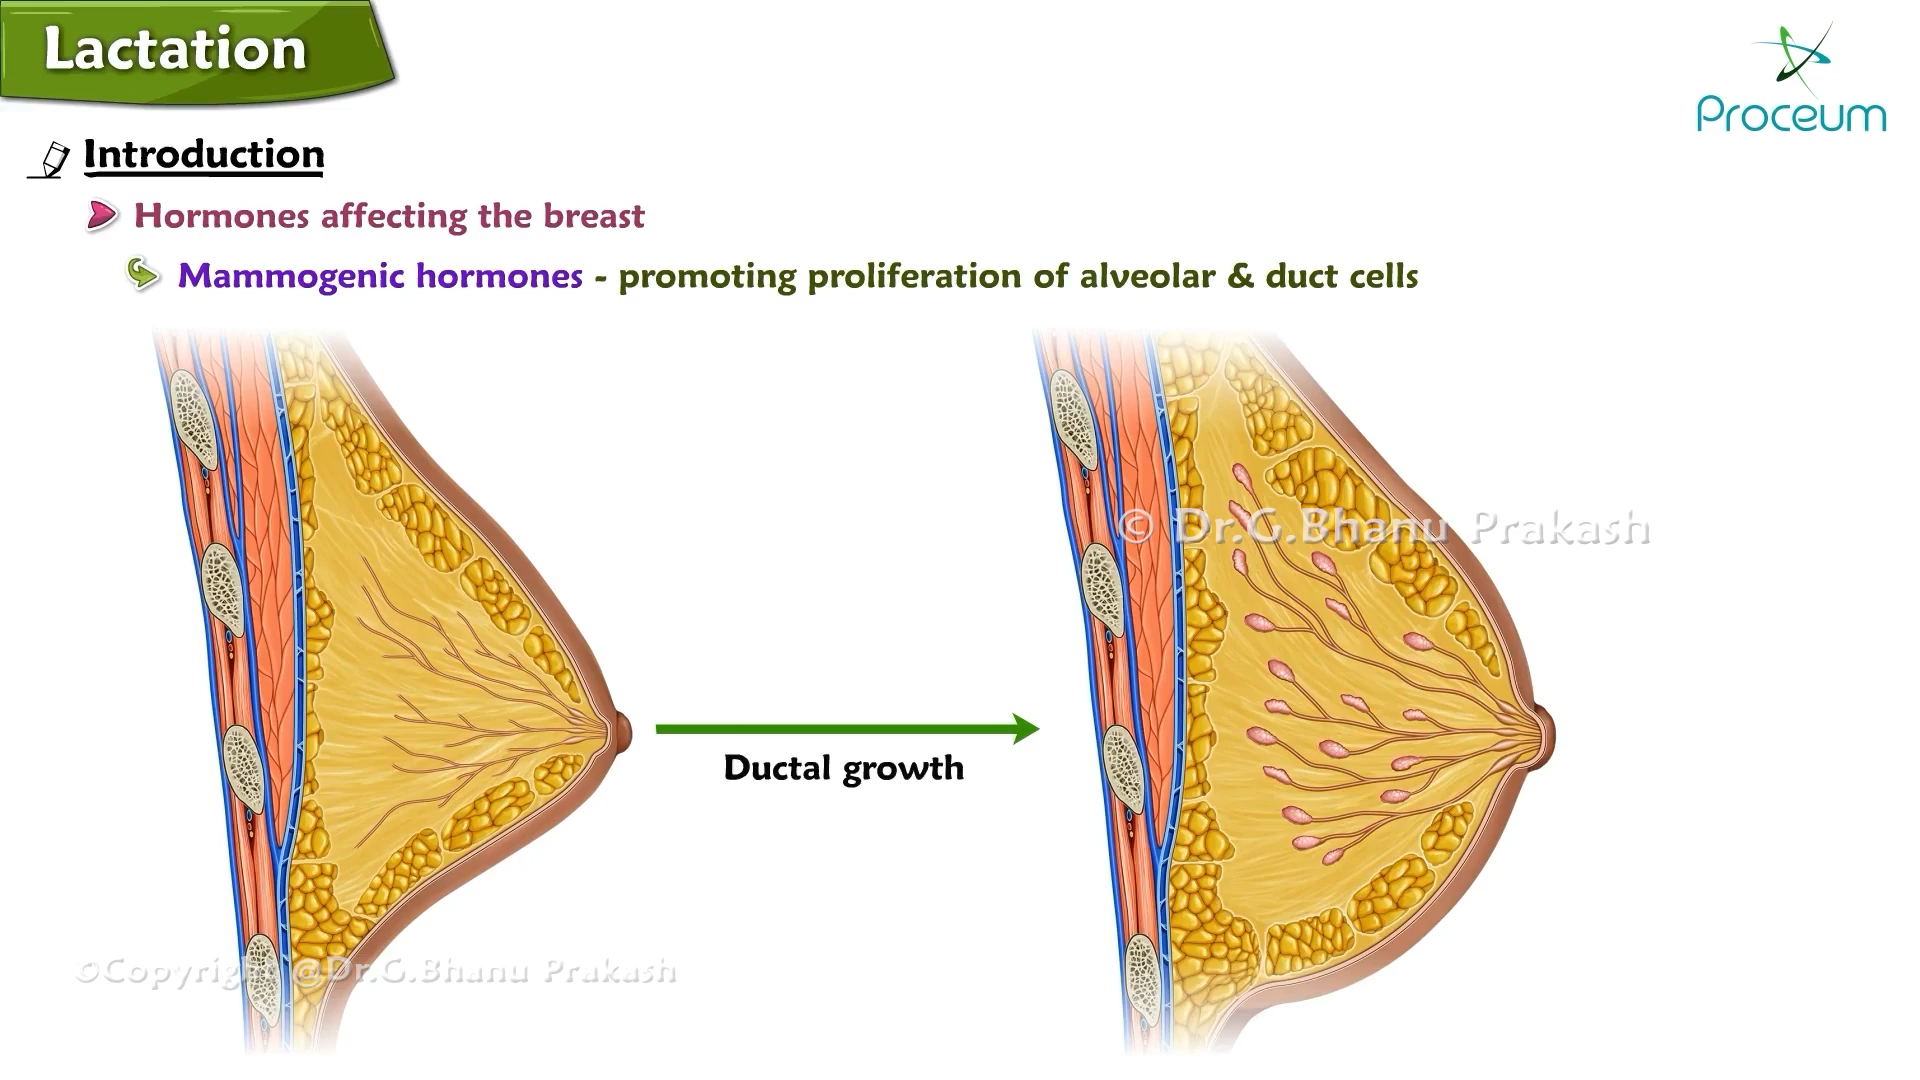 Lactation
Proceum
Introduction
Hormones affecting the breast
Mammogenic hormones - promoting proliferation of alveolar & duct cells
© Dr.G.Bhanu Prakash
Ductal growth
©Copyright @Dr.G.Bhanu Prakash